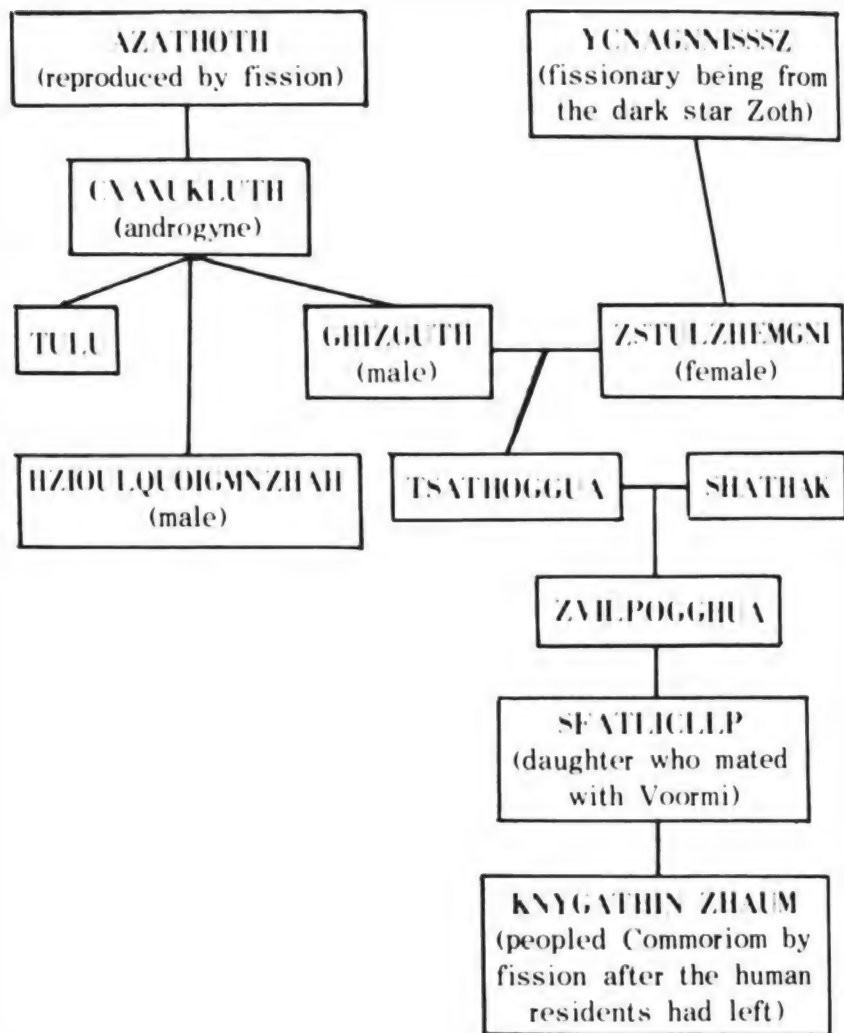 AZATHOTH
(reproduced by fission)
YCNAGNNISSSZ
(fissionary being from
the dark star Zoth)
CXAXUKLUTH
(androgyne)
TULU
GHIZGUTH
(male)
ZSTULZHEMGNI
(female)
HZIOULQUOIGMNZHAH
(male)
TSATHOGGUA
SHATHAK
ZVILPOGGHUA
SFATLICLLP
(daughter who mated
with Voormi)
KNYGATHIN ZHAUM
(peopled Commoriom by
fission after the human
residents had left)